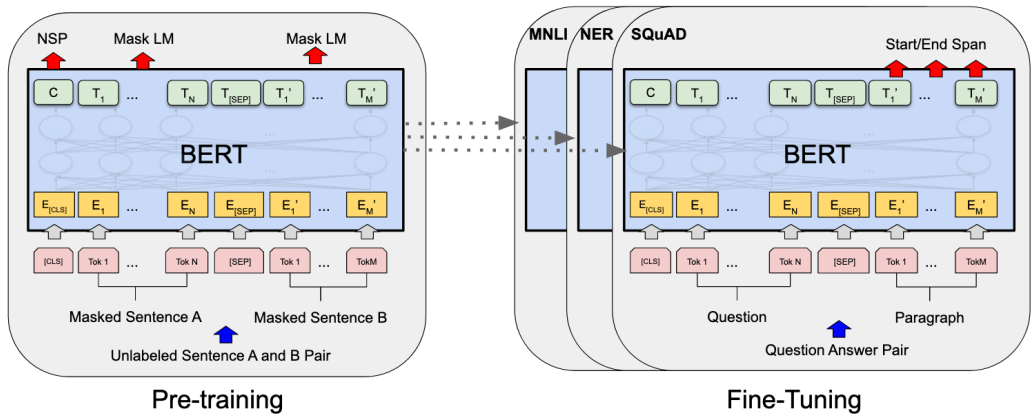 NSP Mask LM Mask LM
C T1 ... TN T[SEP] T1' ... TM'
BERT
E[CLS] E1 ... EN E[SEP] E1' ... EM'
[CLS] Tok 1 ... Tok N [SEP] Tok 1 ... TokM
Masked Sentence A Masked Sentence B
Unlabeled Sentence A and B Pair
Pre-training
MNLI NER SQuAD
Start/End Span
C T1 ... TN T[SEP] T1' ... TM'
BERT
E[CLS] E1 ... EN E[SEP] E1' ... EM'
[CLS] Tok 1 ... Tok N [SEP] Tok 1 ... TokM
Question Paragraph
Question Answer Pair
Fine-Tuning